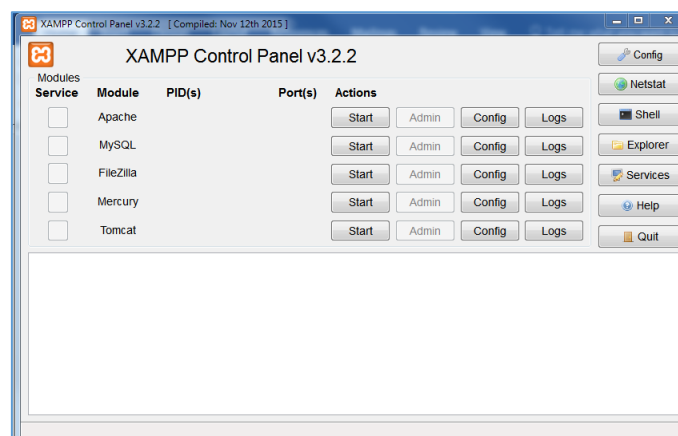 XAMPP Control Panel v3.2.2 [ Compiled: Nov 12th 2015 ]
XAMPP Control Panel v3.2.2
Config
Modules
Service Module PID(s) Port(s) Actions
Netstat
Apache Start Admin Config Logs
Shell
MySQL Start Admin Config Logs
Explorer
FileZilla Start Admin Config Logs
Services
Mercury Start Admin Config Logs
Help
Tomcat Start Admin Config Logs
Quit